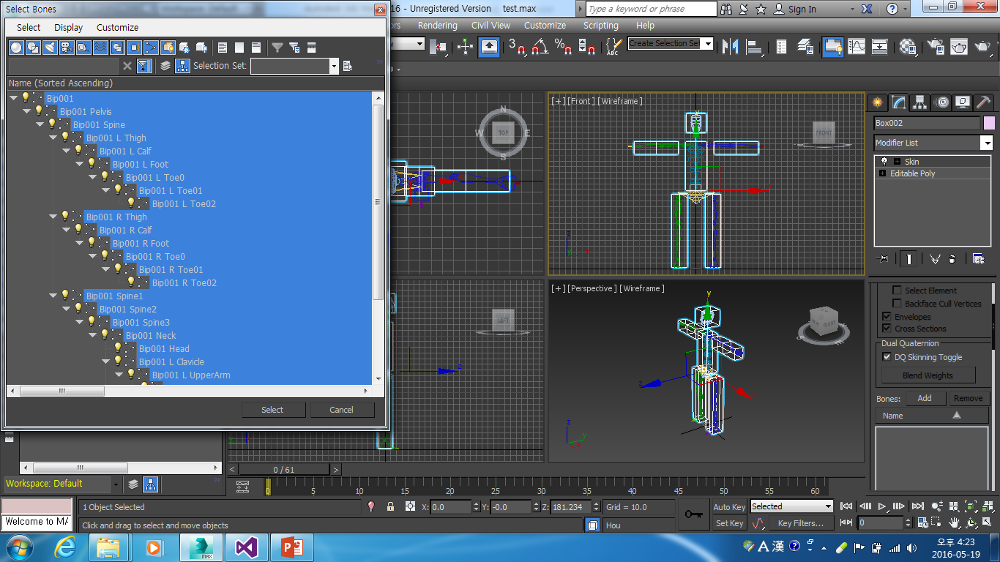 Select Bones
16 - Unregistered Version test.max
Type a keyword or phrase
Sign In
Select Display Customize
Rendering Civil View Customize Scripting Help
Create Selection Se
ABC
Selection Set:
Name (Sorted Ascending)
Bip001
Bip001 Pelvis
Bip001 Spine
Bip001 L Thigh
Bip001 L Calf
Bip001 L Foot
Bip001 L Toe0
Bip001 L Toe01
Bip001 L Toe02
Bip001 R Thigh
Bip001 R Calf
Bip001 R Foot
Bip001 R Toe0
Bip001 R Toe01
Bip001 R Toe02
Bip001 Spine1
Bip001 Spine2
Bip001 Spine3
Bip001 Neck
Bip001 Head
Bip001 L Clavicle
Bip001 L UpperArm
Select Cancel
N
W TOP E
S
[+] [Front] [Wireframe]
FRONT
LEFT
[+] [Perspective] [Wireframe]
RIGHT
Box002
Modifier List
Skin
Editable Poly
Select Element
Backface Cull Vertices
Envelopes
Cross Sections
Dual Quaternion
DQ Skinning Toggle
Blend Weights
Bones: Add Remove
Name
0 / 61
Workspace: Default
0 5 10 15 20 25 30 35 40 45 50 55 60
1 Object Selected
X: 0.0 Y: -0.0 Z: 181.234 Grid = 10.0
Auto Key Selected
Welcome to MA
Click and drag to select and move objects
Hou
Set Key Key Filters...
0
MAX
A 漢
오후 4:23
2016-05-19